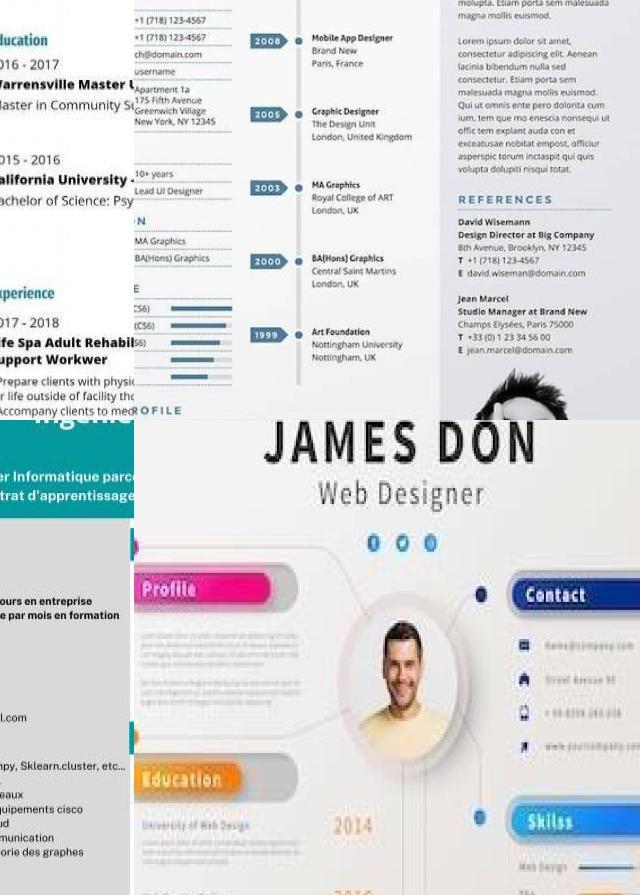 ducation
016 - 2017
Warrensville Master U
Master in Community Su
015 - 2016
alifornia University -
achelor of Science: Psy
xperience
017 - 2018
ife Spa Adult Rehabil
upport Workwer
Prepare clients with physic
r life outside of facility tho
Accompany clients to med
+1 (718) 123-4567
+1 (718) 123-4567
ch@domain.com
username
Apartment 1a
175 Fifth Avenue
Greenwich Village
New York, NY 12345
10+ years
Lead UI Designer
ON
MA Graphics
BA(Hons) Graphics
E
CS6)
(CS6)
S6)
ROFILE
2008
Mobile App Designer
Brand New
Paris, France
2005
Graphic Designer
The Design Unit
London, United Kingdom
2003
MA Graphics
Royal College of ART
London, UK
2000
BA(Hons) Graphics
Central Saint Martins
London, UK
1999
Art Foundation
Nottingham University
Nottingham, UK
molupta. Etiam porta sem malesuada
magna mollis euismod.
Lorem ipsum dolor sit amet,
consectetur adipiscing elit. Aenean
lacinia bibendum nulla sed
consectetur. Etiam porta sem
malesuada magna mollis euismod.
Qui ut omnis ente pero dolorita cum
ium, tem que mo enescia nonsequi ut
offic tem explant auda con et
exceatusae nobitat empost, officiur
asperspic torum intaspit qui quis
volupta dolupiti nisqui totat.
REFERENCES
David Wisemann
Design Director at Big Company
8th Avenue, Brooklyn, NY 12345
T +1 (718) 123-4567
E david.wiseman@domain.com
Jean Marcel
Studio Manager at Brand New
Champs Elysées, Paris 75000
T +33 (0) 1 23 34 56 00
E jean.marcel@domain.com
er Informatique parco
trat d'apprentissage
ours en entreprise
e par mois en formation
l.com
mpy, Sklearn.cluster, etc...
eaux
quipements cisco
ud
munication
orie des graphes
JAMES DON
Web Designer
Profile
Contact
Education
University of Web Design
2014
Skilss
Web Design